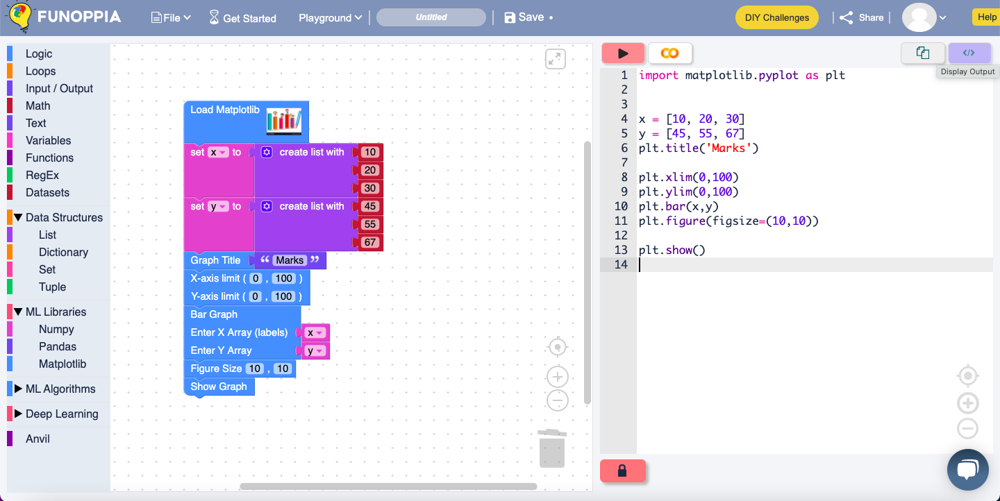 FUNOPPIA File Get Started Playground Untitled Save DIY Challenges Share Help
Logic
Loops
Input / Output
Math
Text
Variables
Functions
RegEx
Datasets
Data Structures
List
Dictionary
Set
Tuple
ML Libraries
Numpy
Pandas
Matplotlib
ML Algorithms
Deep Learning
Anvil
Load Matplotlib
set x to create list with 10
20
30
set y to create list with 45
55
67
Graph Title “ Marks ”
X-axis limit ( 0 , 100 )
Y-axis limit ( 0 , 100 )
Bar Graph
Enter X Array (labels) x
Enter Y Array y
Figure Size 10 , 10
Show Graph
</>
Display Output
1 import matplotlib.pyplot as plt
2
3
4 x = [10, 20, 30]
5 y = [45, 55, 67]
6 plt.title('Marks')
7
8 plt.xlim(0,100)
9 plt.ylim(0,100)
10 plt.bar(x,y)
11 plt.figure(figsize=(10,10))
12
13 plt.show()
14